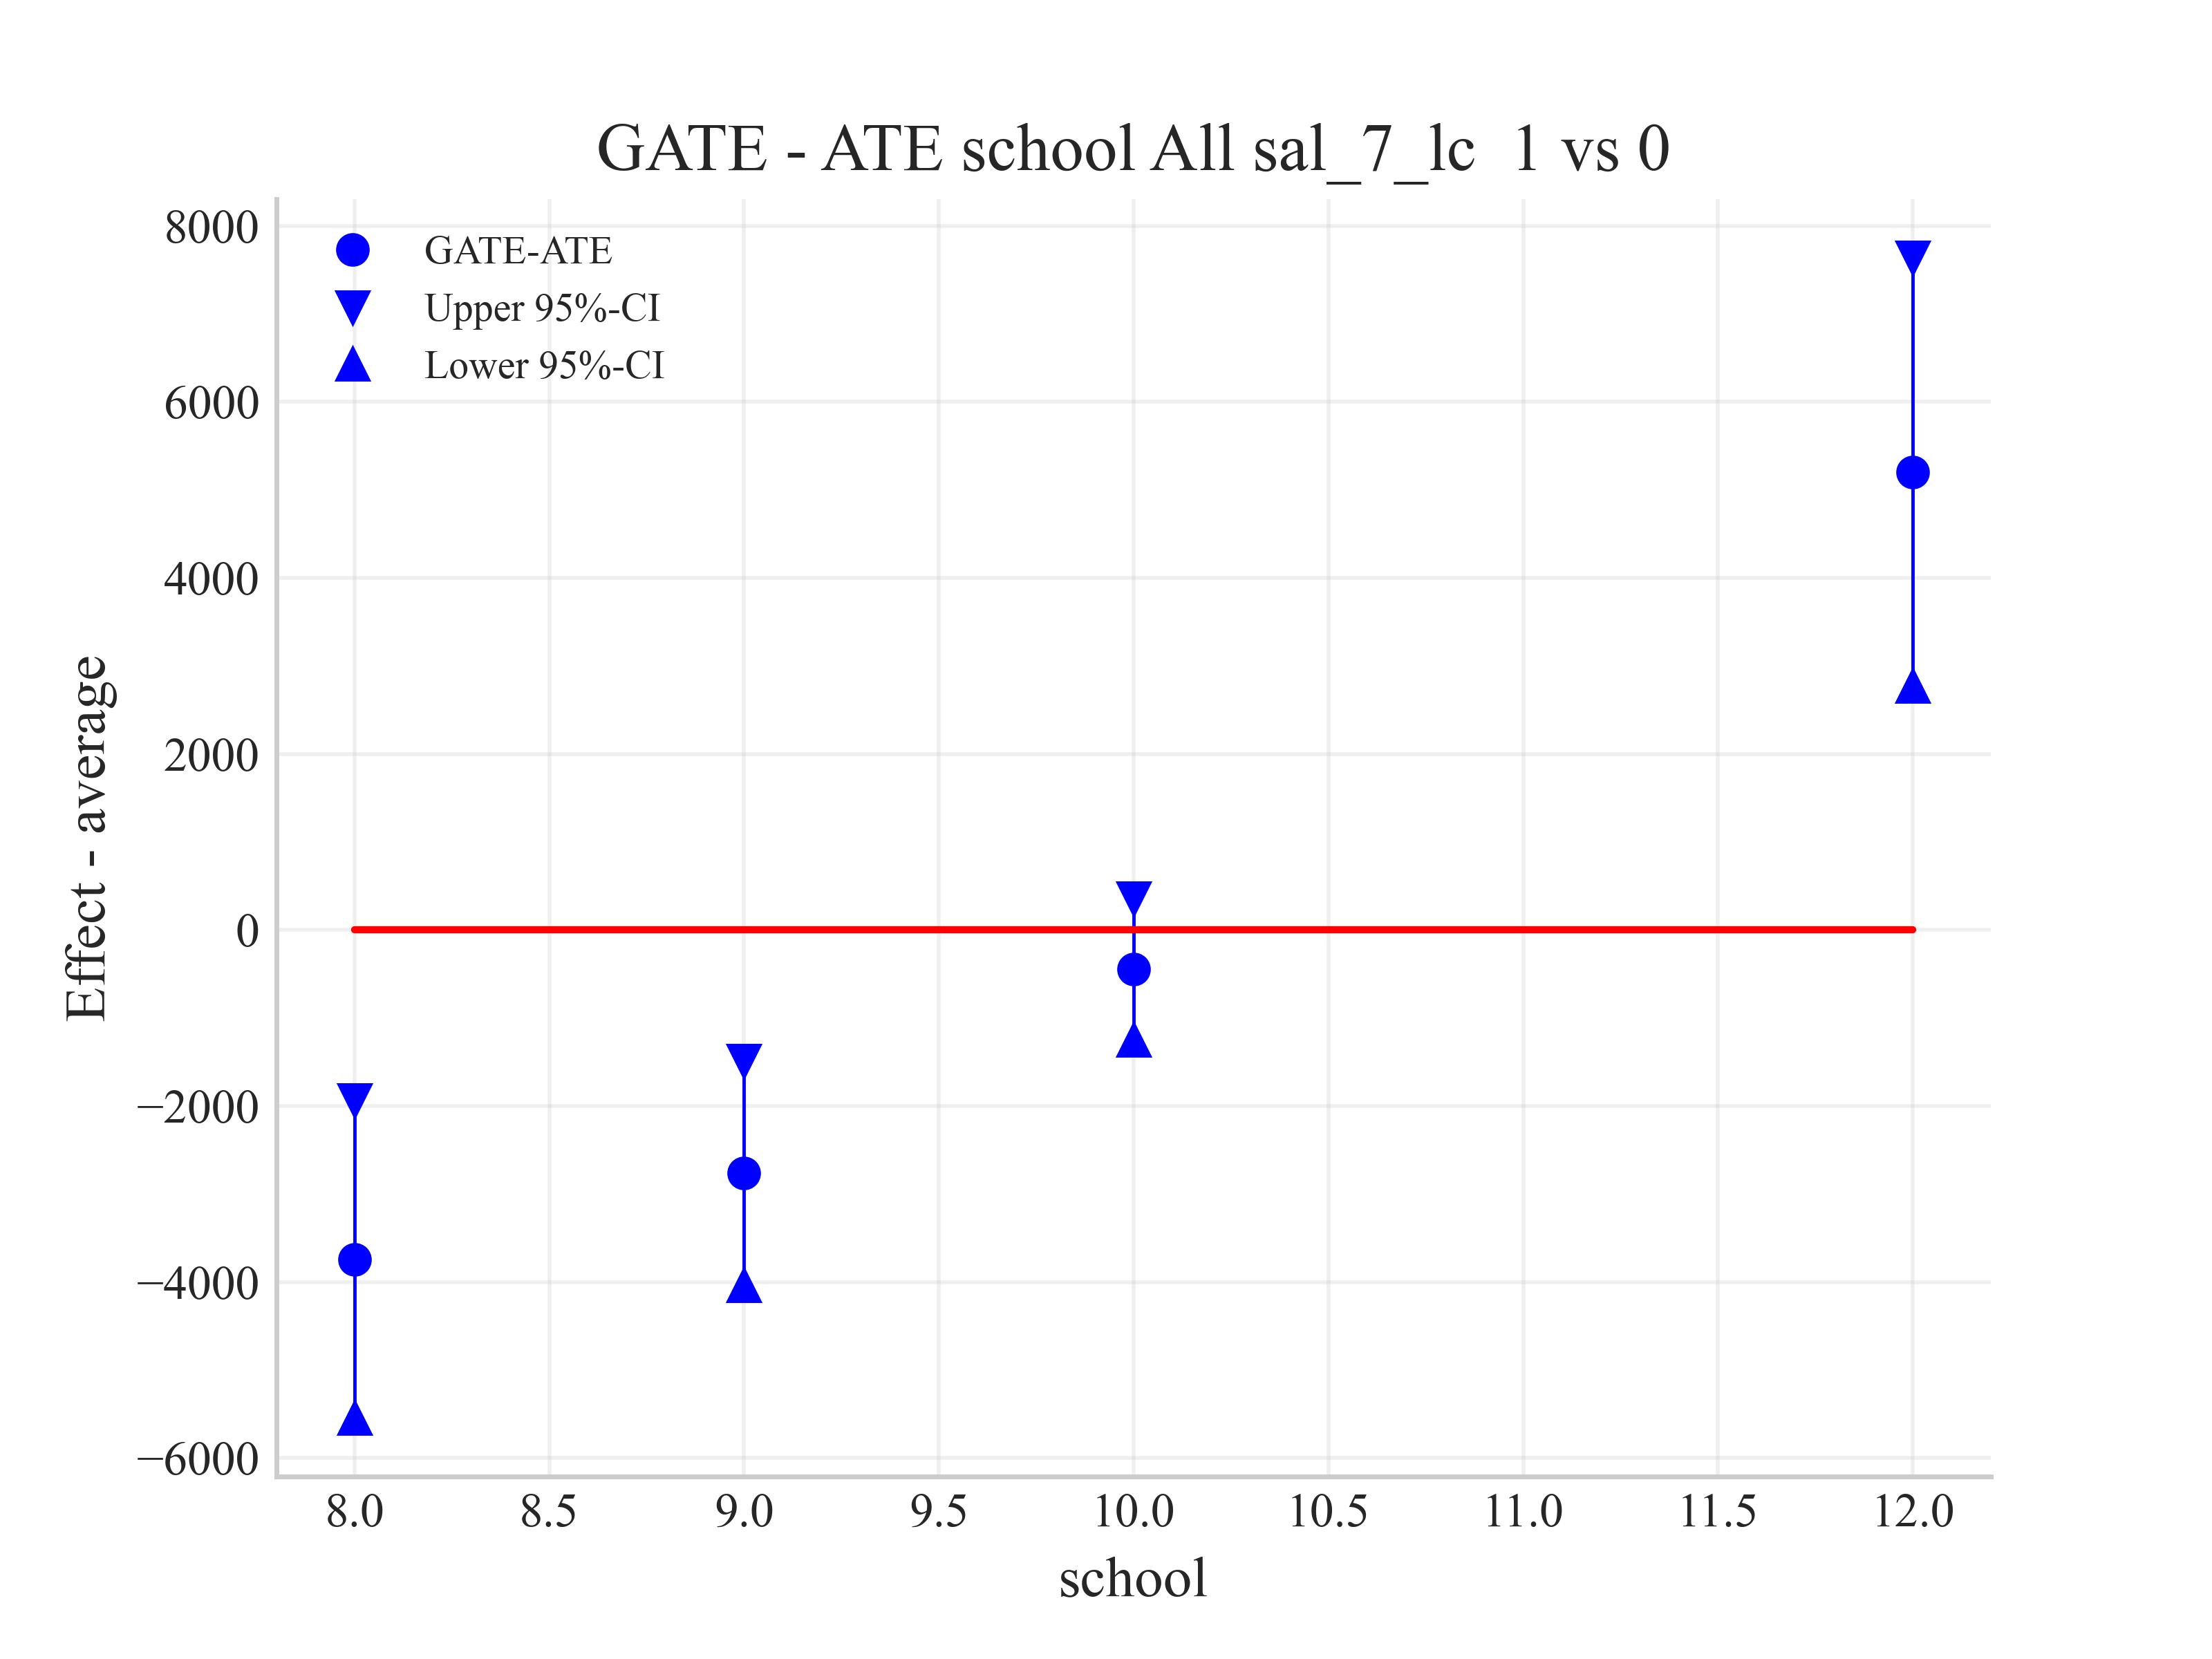 GATE - ATE school All sal_7_lc  1 vs 0
GATE-ATE
Upper 95%-CI
Lower 95%-CI
8000
6000
4000
2000
0
−2000
−4000
−6000
Effect - average
8.0 8.5 9.0 9.5 10.0 10.5 11.0 11.5 12.0
school